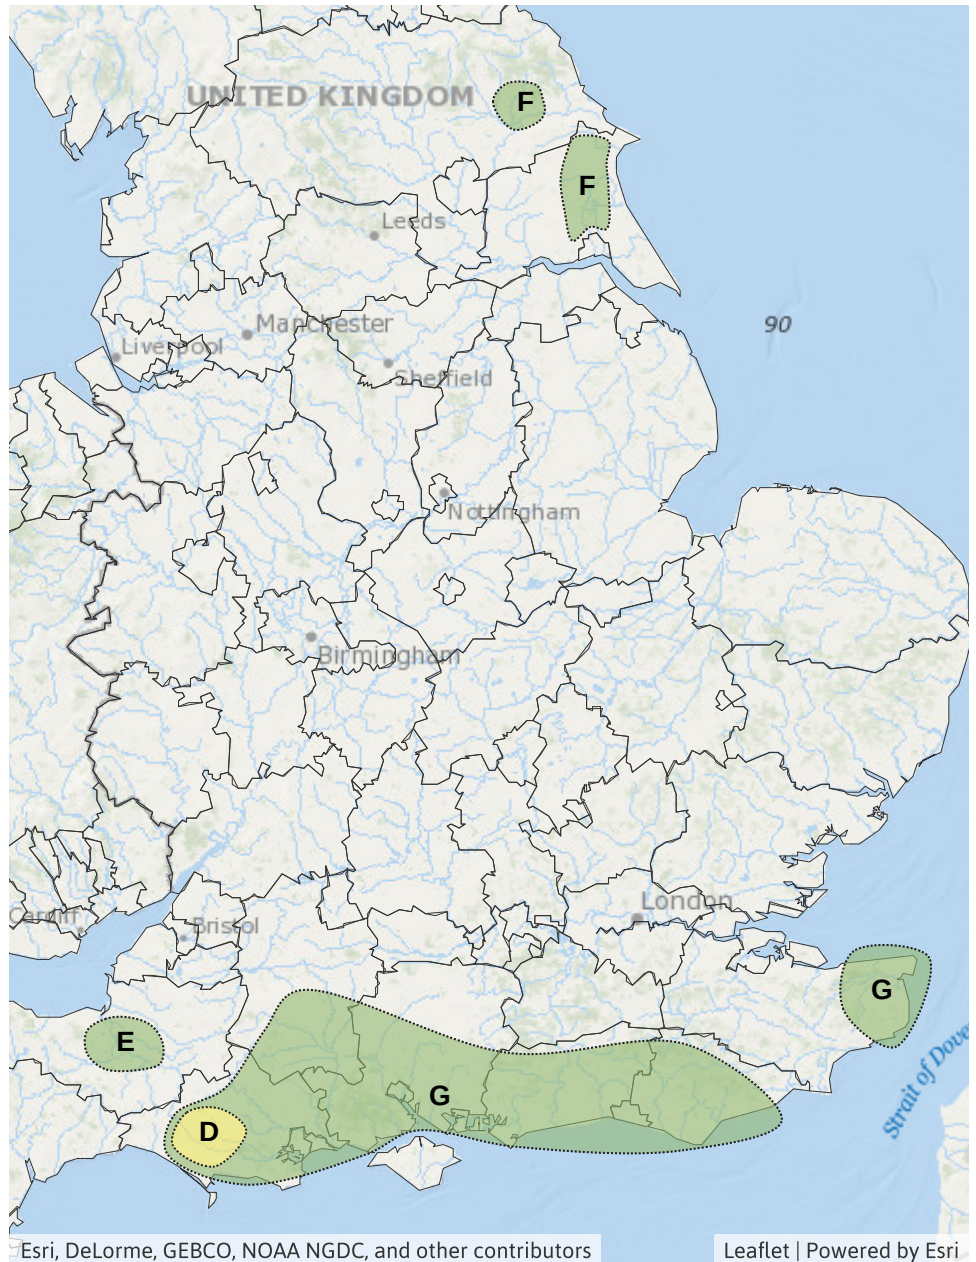 UNITED KINGDOM
F
F
Leeds
90
Manchester
Liverpool
Sheffield
Nottingham
Birmingham
London
Cardiff
Bristol
G
E
Strait of Dove
G
D
Esri, DeLorme, GEBCO, NOAA NGDC, and other contributors
Leaflet | Powered by Esri